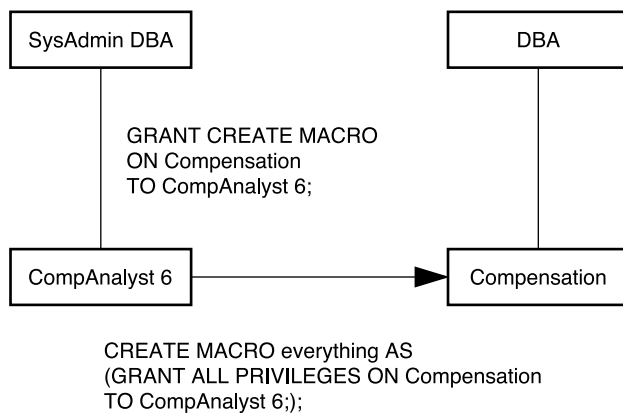 SysAdmin DBA
DBA
GRANT CREATE MACRO
ON Compensation
TO CompAnalyst 6;
CompAnalyst 6
Compensation
CREATE MACRO everything AS
(GRANT ALL PRIVILEGES ON Compensation
TO CompAnalyst 6;);